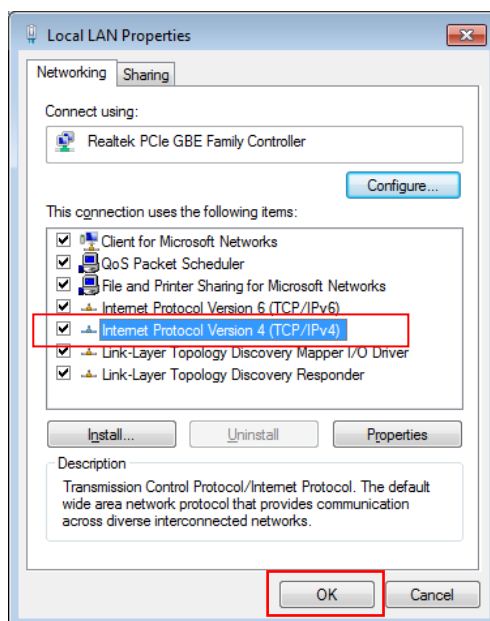 Local LAN Properties
Networking Sharing
Connect using:
Realtek PCIe GBE Family Controller
Configure...
This connection uses the following items:
Client for Microsoft Networks
QoS Packet Scheduler
File and Printer Sharing for Microsoft Networks
Internet Protocol Version 6 (TCP/IPv6)
Internet Protocol Version 4 (TCP/IPv4)
Link-Layer Topology Discovery Mapper I/O Driver
Link-Layer Topology Discovery Responder
Install... Uninstall Properties
Description
Transmission Control Protocol/Internet Protocol. The default
wide area network protocol that provides communication
across diverse interconnected networks.
OK Cancel